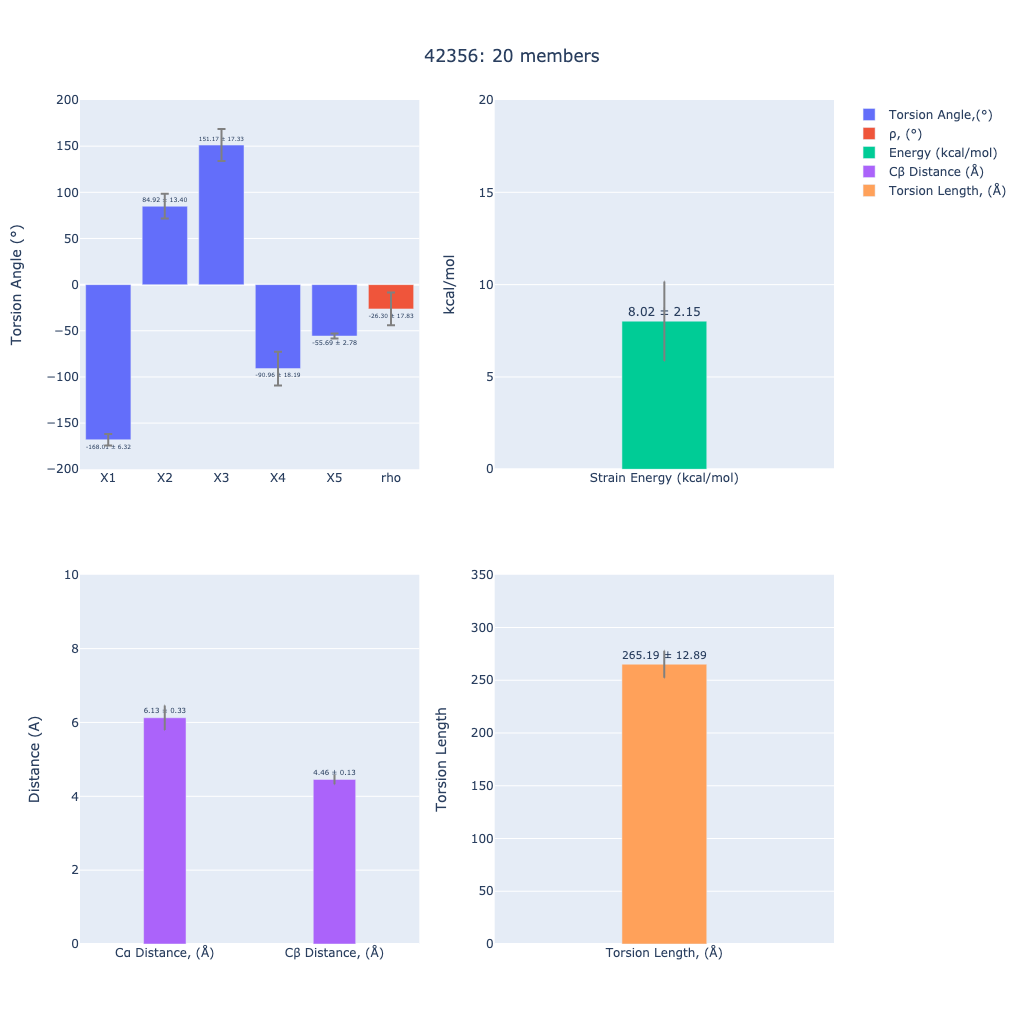 42356: 20 members
Torsion Angle (°)
200
150
100
50
0
−50
−100
−150
−200
-168.01 ± 6.32
84.92 ± 13.40
151.17 ± 17.33
-90.96 ± 18.19
-55.69 ± 2.78
-26.30 ± 17.83
X1 X2 X3 X4 X5 rho
kcal/mol
20
15
10
5
0
8.02 ± 2.15
Strain Energy (kcal/mol)
Torsion Angle,(°)
ρ, (°)
Energy (kcal/mol)
Cβ Distance (Å)
Torsion Length, (Å)
Distance (A)
10
8
6
4
2
0
6.13 ± 0.33
4.46 ± 0.13
Cα Distance, (Å) Cβ Distance, (Å)
Torsion Length
350
300
250
200
150
100
50
0
265.19 ± 12.89
Torsion Length, (Å)